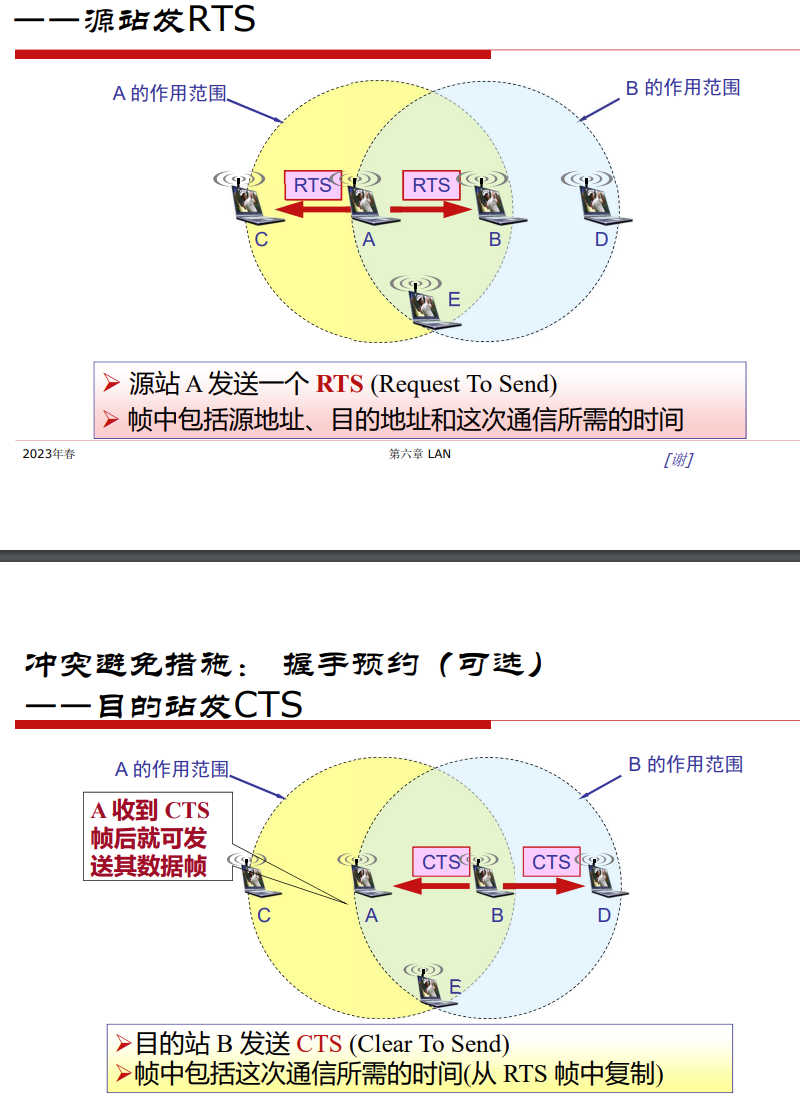 ——源站发RTS
A 的作用范围
B 的作用范围
RTS
RTS
C
A
B
D
E
➢ 源站 A 发送一个 RTS (Request To Send)
➢ 帧中包括源地址、目的地址和这次通信所需的时间
2023年春
第六章 LAN
[谢]
冲突避免措施： 握手预约（可选）
——目的站发CTS
A 的作用范围
B 的作用范围
A 收到 CTS
帧后就可发
送其数据帧
CTS
CTS
C
A
B
D
E
➢目的站 B 发送 CTS (Clear To Send)
➢帧中包括这次通信所需的时间(从 RTS 帧中复制)